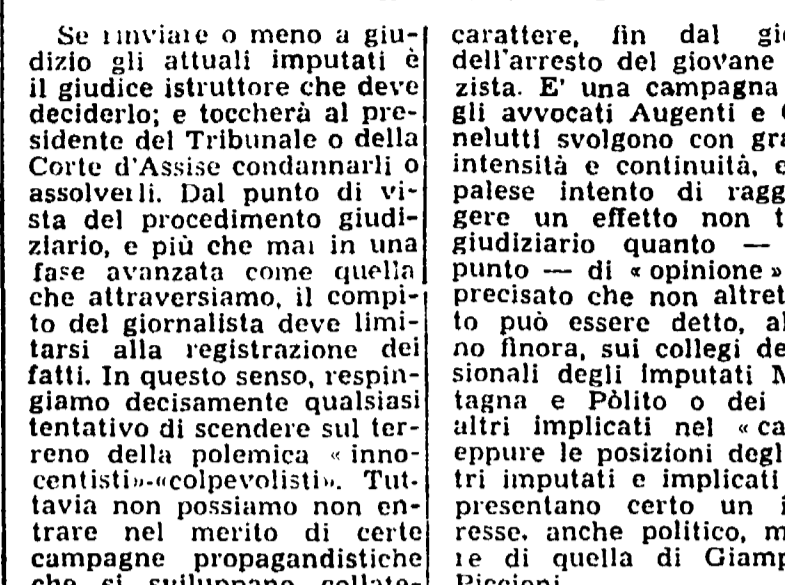 Se rinviare o meno a giu-
dizio gli attuali imputati è
il giudice istruttore che deve
deciderlo; e toccherà al pre-
sidente del Tribunale o della
Corte d'Assise condannarli o
assolverli. Dal punto di vi-
sta del procedimento giudi-
ziario, e più che mai in una
fase avanzata come quella
che attraversiamo, il compi-
to del giornalista deve limi-
tarsi alla registrazione dei
fatti. In questo senso, respin-
giamo decisamente qualsiasi
tentativo di scendere sul ter-
reno della polemica « inno-
centisti»-«colpevolisti». Tut-
tavia non possiamo non en-
trare nel merito di certe
campagne propagandistiche
che si sviluppano collate-
carattere, fin dal gi
dell'arresto del giovane
zista. E' una campagna
gli avvocati Augenti e
nelutti svolgono con gra
intensità e continuità, e
palese intento di ragg
gere un effetto non t
giudiziario quanto —
punto — di « opinione »
precisato che non altret
to può essere detto, al
no finora, sui collegi de
sionali degli imputati M
tagna e Pòlito o dei
altri implicati nel « ca
eppure le posizioni degl
tri imputati e implicati
presentano certo un i
resse, anche politico, m
re di quella di Giamp
Piccioni